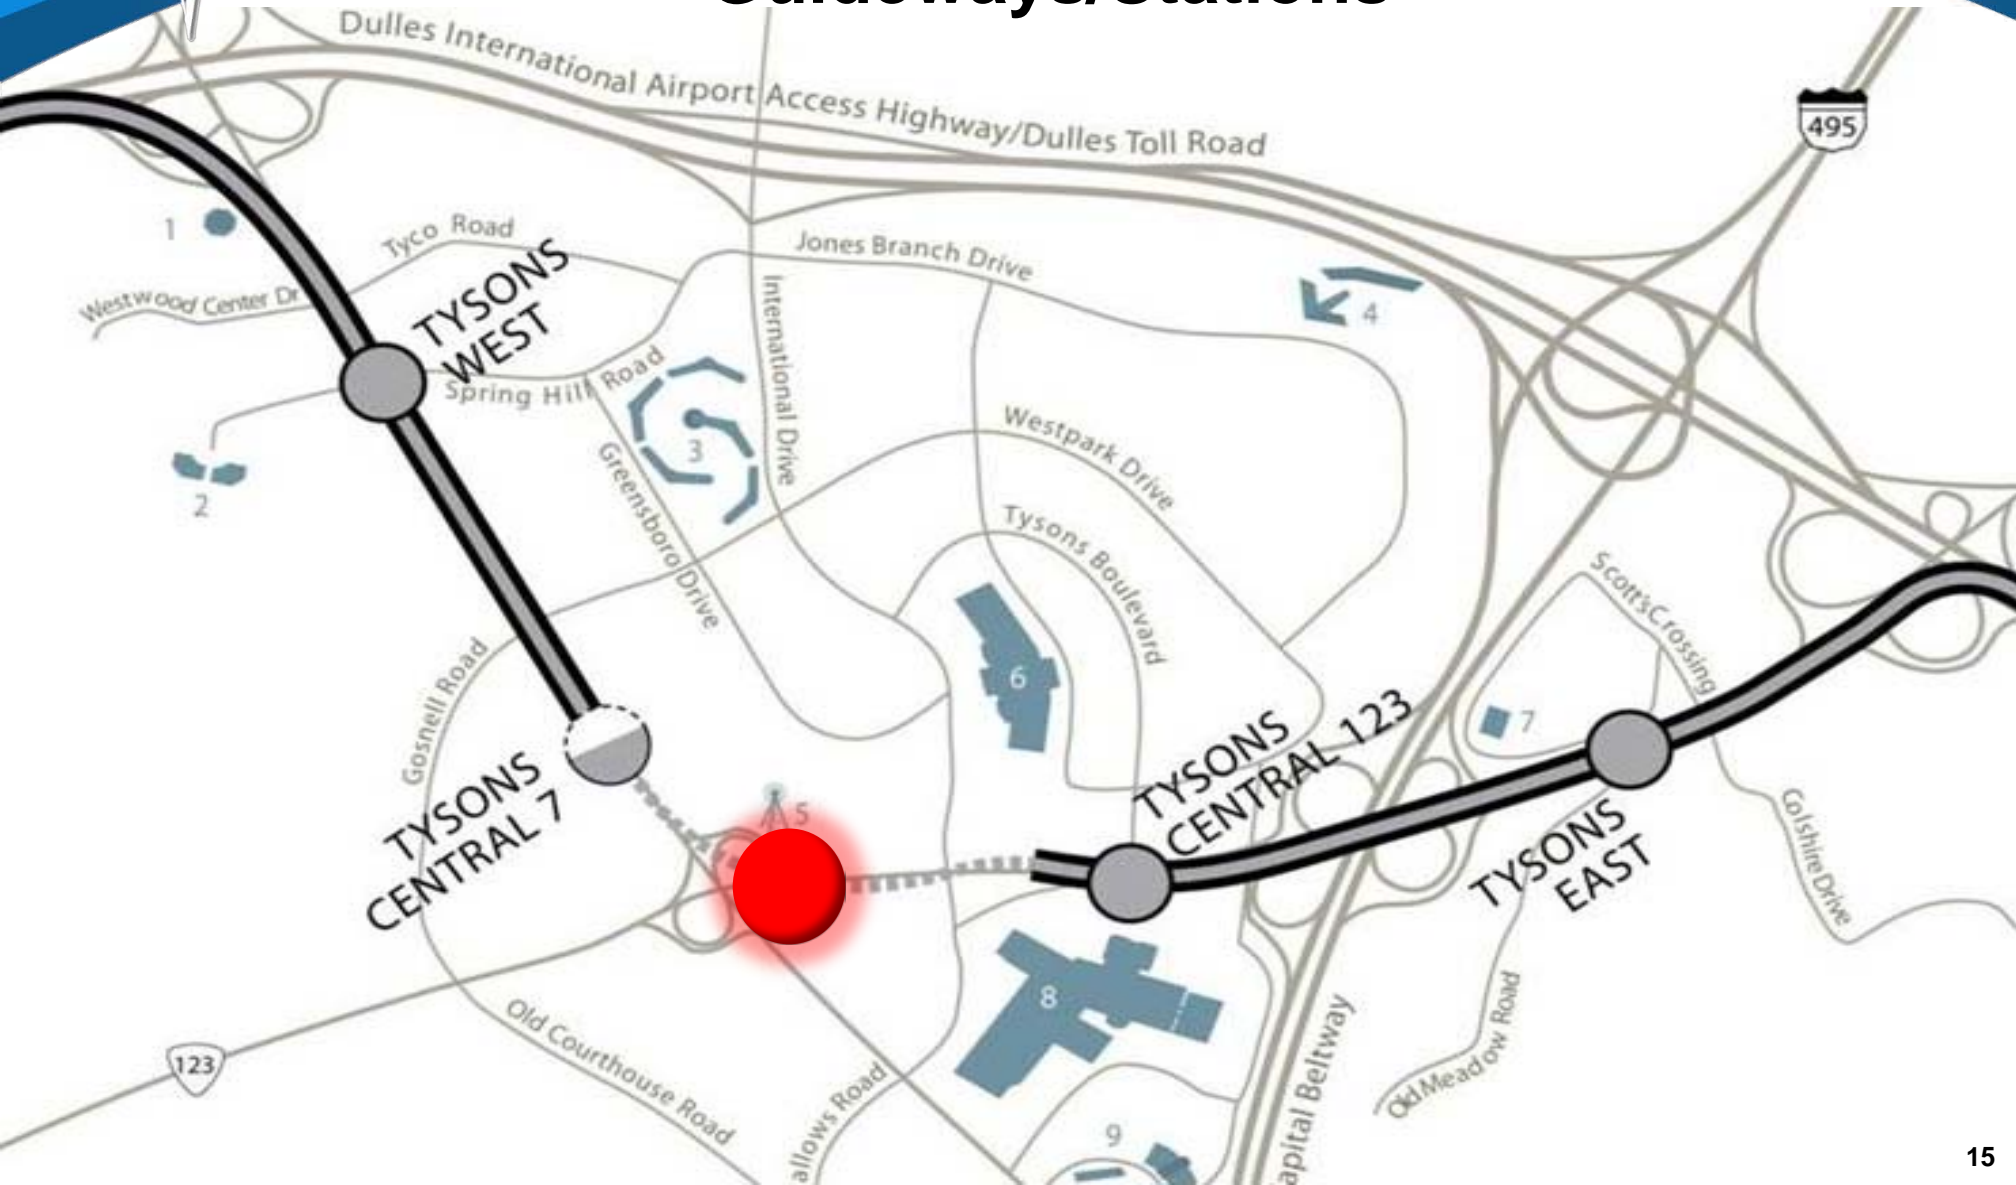 Guideways/Stations
Dulles International Airport Access Highway/Dulles Toll Road
495
1
Tyco Road
Westwood Center Dr
TYSONS
WEST
Jones Branch Drive
International Drive
4
Spring Hill Road
3
2
Greensboro Drive
Westpark Drive
Tysons Boulevard
Scott's Crossing
Gosnell Road
6
7
TYSONS
CENTRAL 7
5
TYSONS
CENTRAL 123
TYSONS
EAST
Colshire Drive
8
Old Courthouse Road
123
allows Road
apital Beltway
Old Meadow Road
9
15